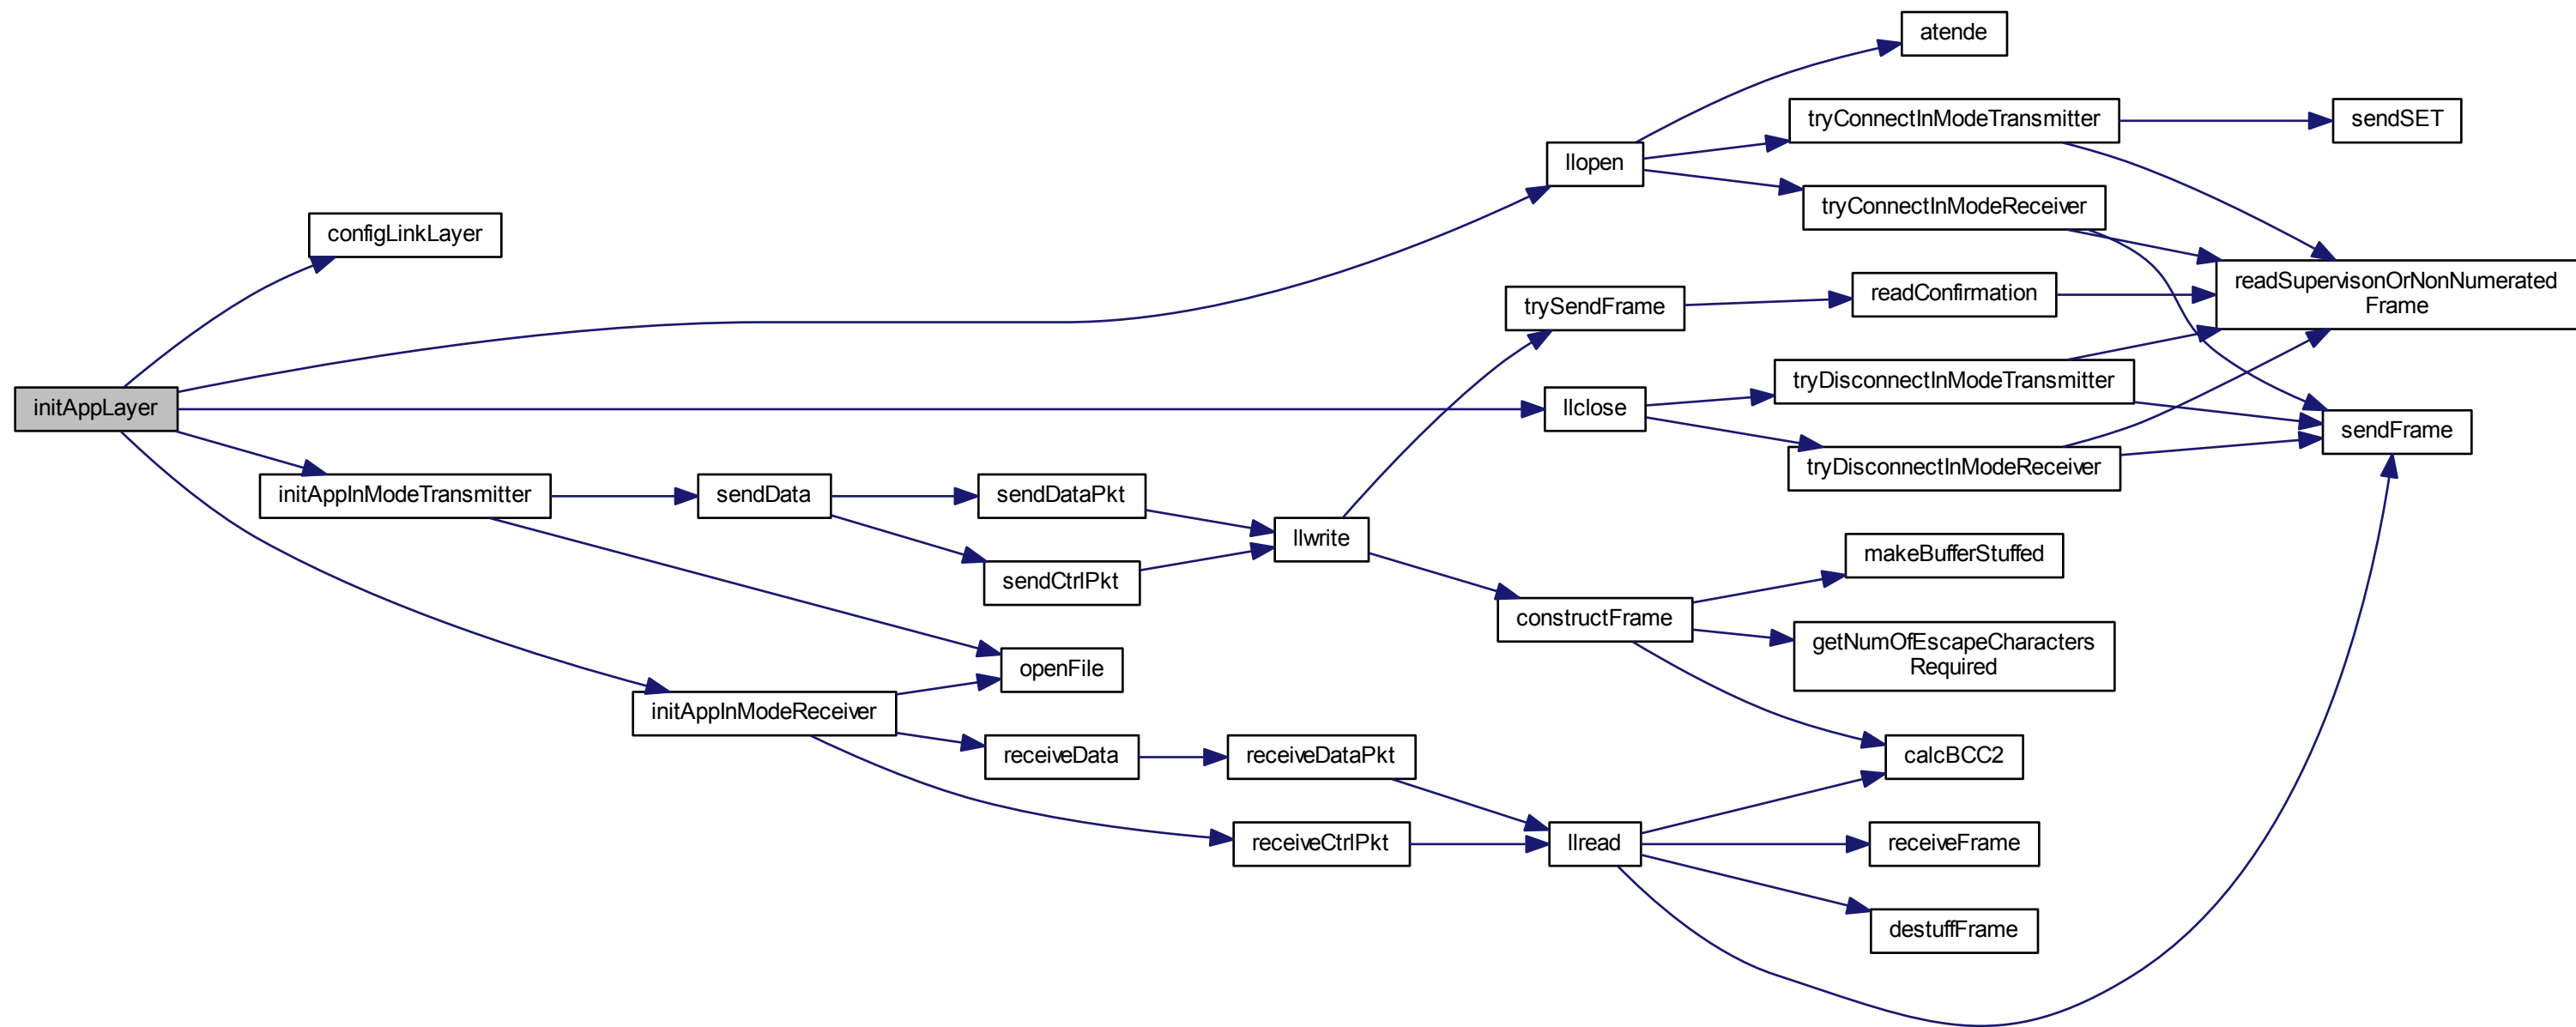 atende
tryConnectInModeTransmitter
sendSET
llopen
tryConnectInModeReceiver
configLinkLayer
readSupervisonOrNonNumerated
Frame
trySendFrame
readConfirmation
tryDisconnectInModeTransmitter
initAppLayer
llclose
sendFrame
tryDisconnectInModeReceiver
initAppInModeTransmitter
sendData
sendDataPkt
llwrite
makeBufferStuffed
sendCtrlPkt
constructFrame
getNumOfEscapeCharacters
Required
openFile
initAppInModeReceiver
receiveData
receiveDataPkt
calcBCC2
receiveCtrlPkt
llread
receiveFrame
destuffFrame